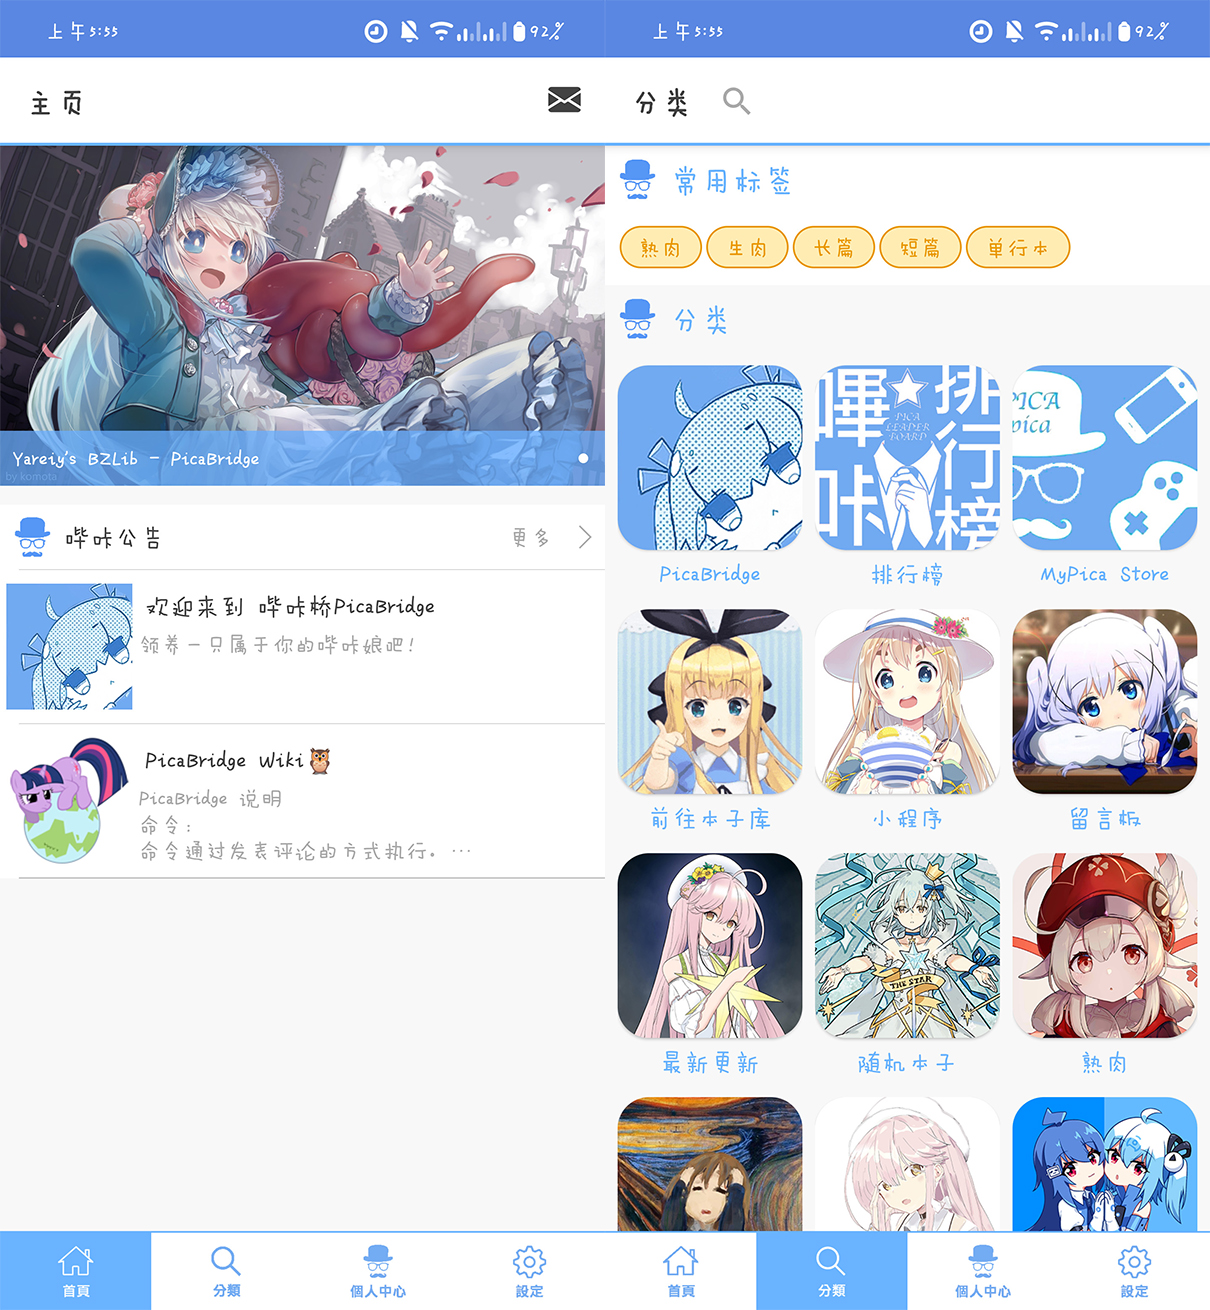 上午5:55
92%
主页
Yareiy's BZLib - PicaBridge
by komota
哔咔公告
更多
欢迎来到 哔咔桥PicaBridge
领养一只属于你的哔咔娘吧!
PicaBridge Wiki🦉
PicaBridge 说明
命令:
命令通过发表评论的方式执行。...
首頁
分類
個人中心
設定
上午5:55
92%
分类
常用标签
熟肉
生肉
长篇
短篇
单行本
分类
嗶咔
排行榜
PICA
LEADER
BOARD
PICA
pica
PicaBridge
排行榜
MyPica Store
前往本子库
小程序
留言板
THE STAR
最新更新
随机本子
熟肉
首頁
分類
個人中心
設定